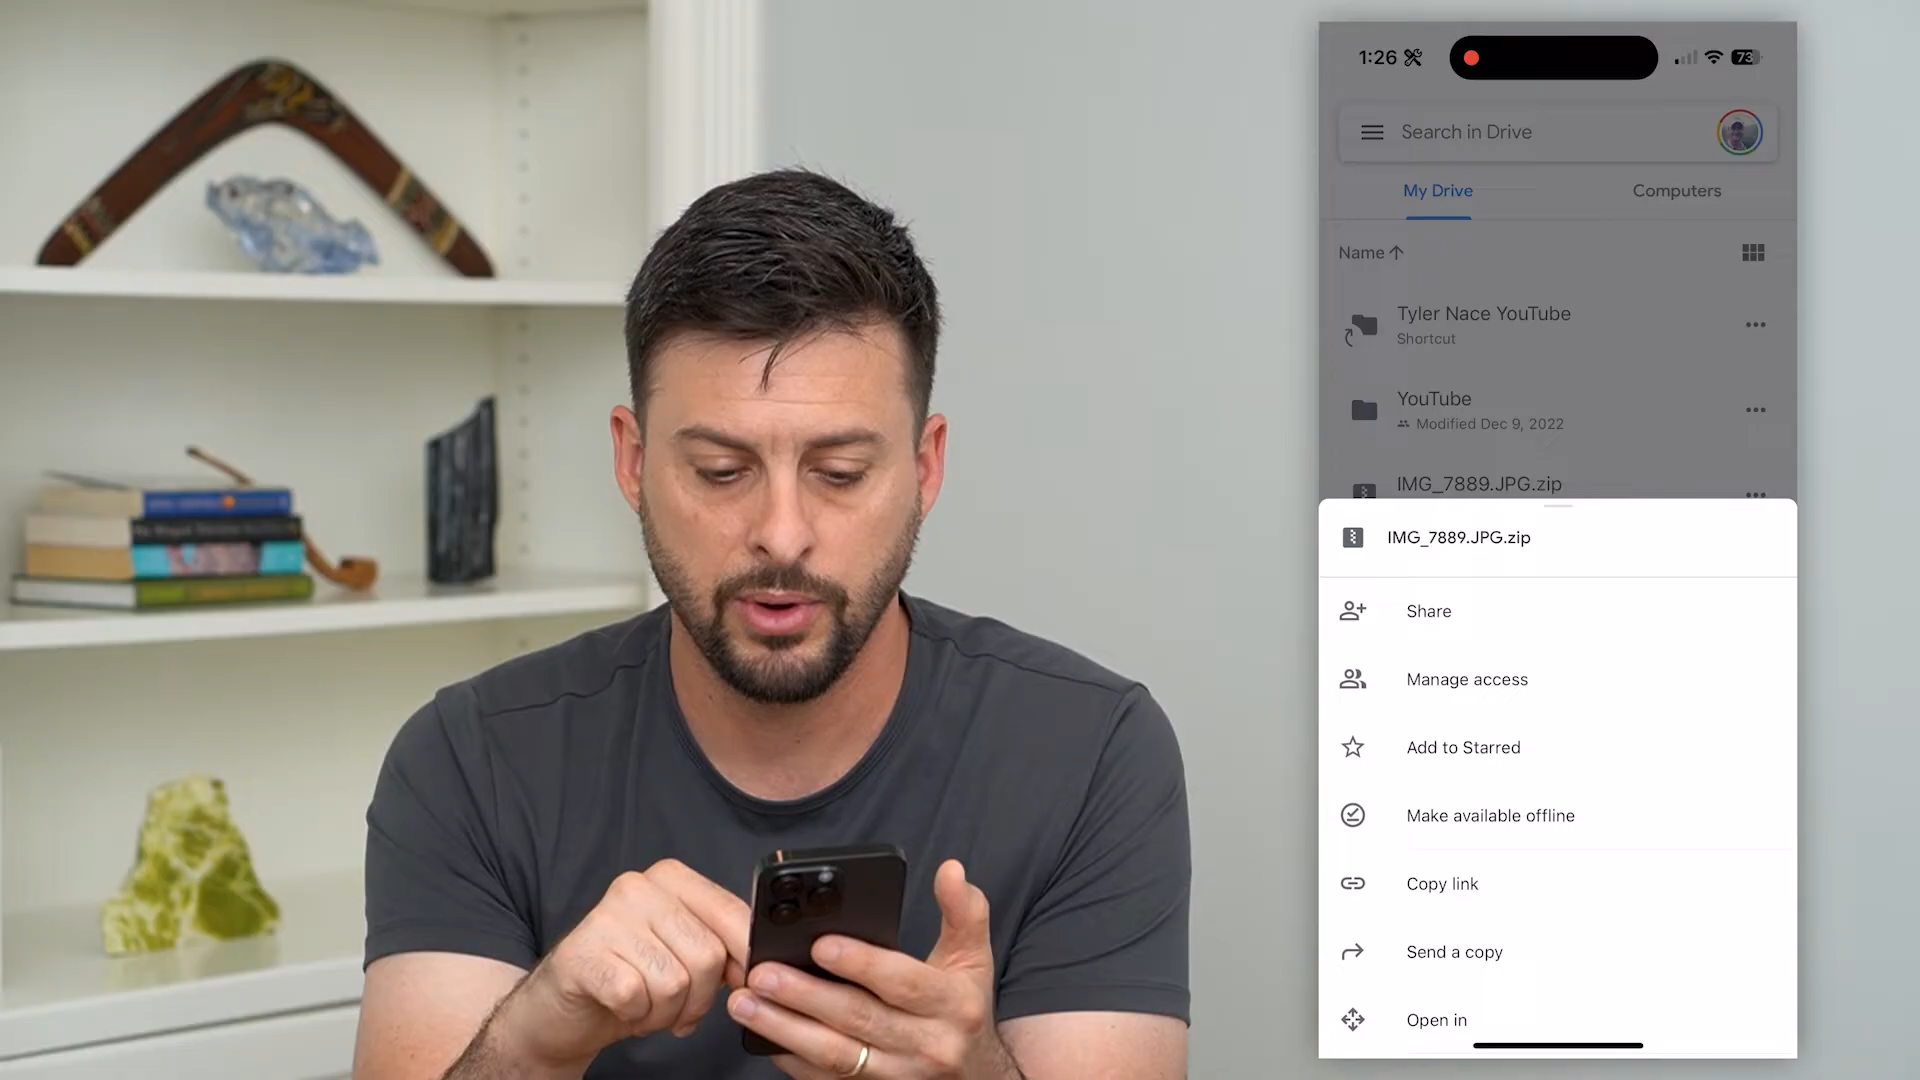 1:26
73
Search in Drive
My Drive
Computers
Name
Tyler Nace YouTube
Shortcut
YouTube
Modified Dec 9, 2022
IMG_7889.JPG.zip
IMG_7889.JPG.zip
Share
Manage access
Add to Starred
Make available offline
Copy link
Send a copy
Open in